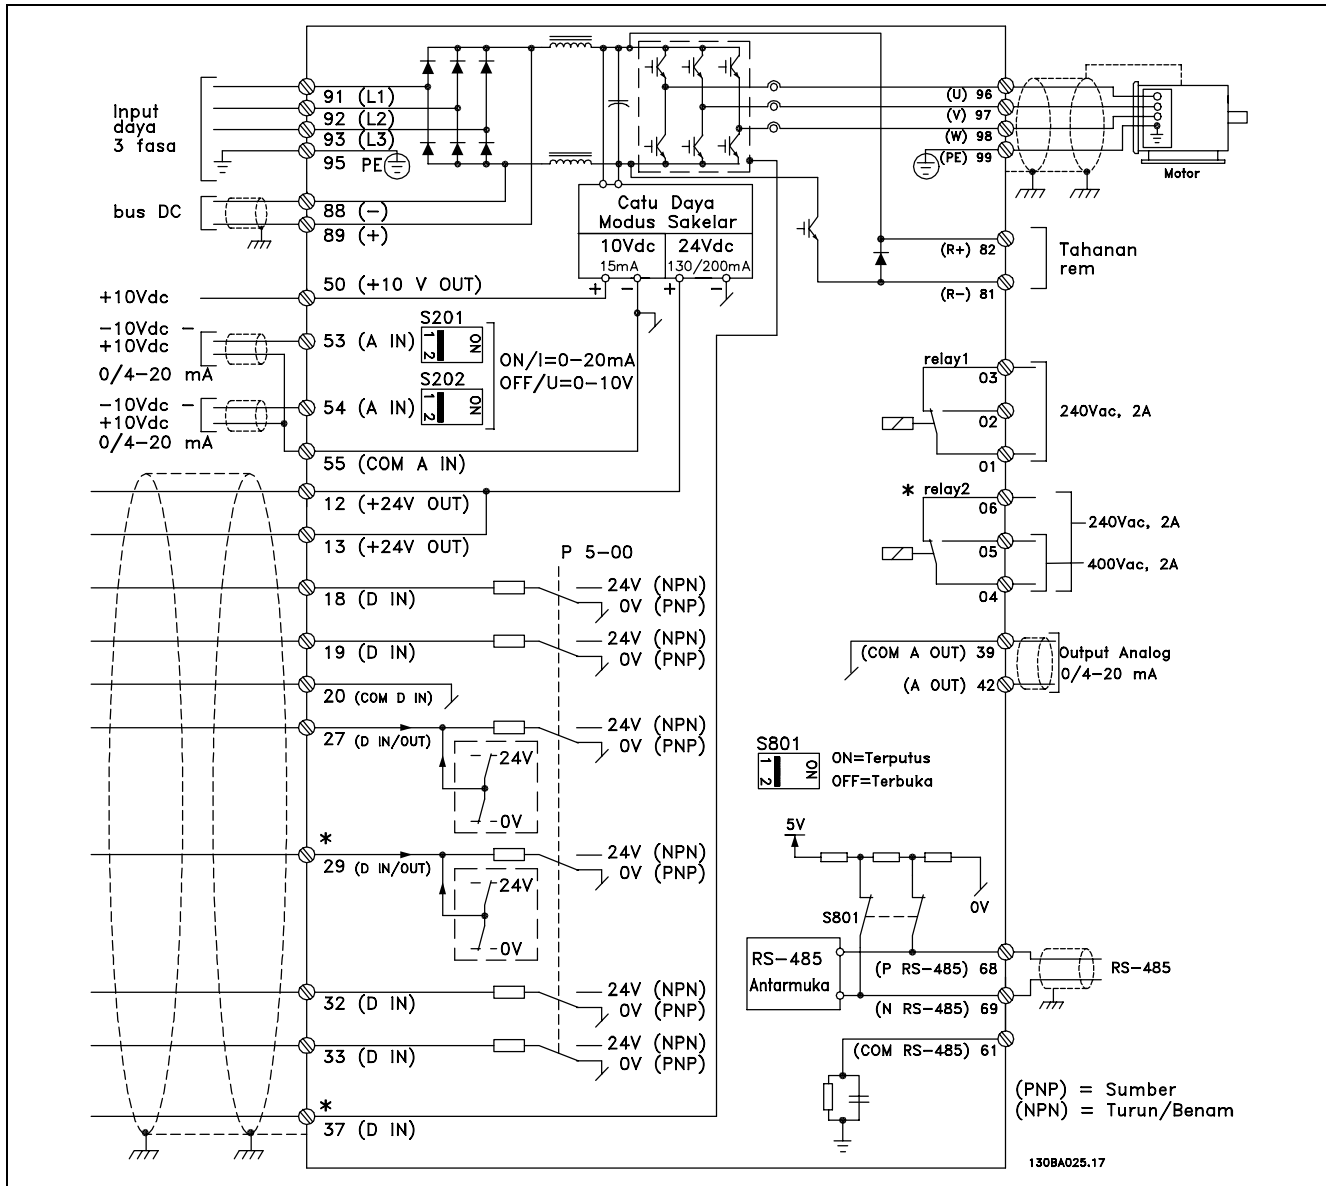 Input
daya
3 fasa
91 (L1)
92 (L2)
93 (L3)
95 PE
bus DC
88 (-)
89 (+)
Catu Daya
Modus Sakelar
10Vdc
15mA
24Vdc
130/200mA
+ - + -
(U) 96
(V) 97
(W) 98
(PE) 99
Motor
(R+) 82
(R-) 81
Tahanan
rem
+10Vdc
50 (+10 V OUT)
-10Vdc -
+10Vdc
0/4-20 mA
53 (A IN)
S201
1 2 ON
ON/I=0-20mA
OFF/U=0-10V
-10Vdc -
+10Vdc
0/4-20 mA
54 (A IN)
S202
1 2 ON
55 (COM A IN)
12 (+24V OUT)
13 (+24V OUT)
P 5-00
18 (D IN)
24V (NPN)
0V (PNP)
19 (D IN)
24V (NPN)
0V (PNP)
20 (COM D IN)
27 (D IN/OUT)
24V (NPN)
0V (PNP)
24V
0V
*
29 (D IN/OUT)
24V (NPN)
0V (PNP)
24V
0V
32 (D IN)
24V (NPN)
0V (PNP)
33 (D IN)
24V (NPN)
0V (PNP)
*
37 (D IN)
relay1
03
02
01
240Vac, 2A
* relay2
06
05
04
240Vac, 2A
400Vac, 2A
(COM A OUT) 39
(A OUT) 42
Output Analog
0/4-20 mA
S801
1 2 ON
ON=Terputus
OFF=Terbuka
5V
0V
S801
RS-485
Antarmuka
(P RS-485) 68
(N RS-485) 69
(COM RS-485) 61
RS-485
(PNP) = Sumber
(NPN) = Turun/Benam
130BA025.17